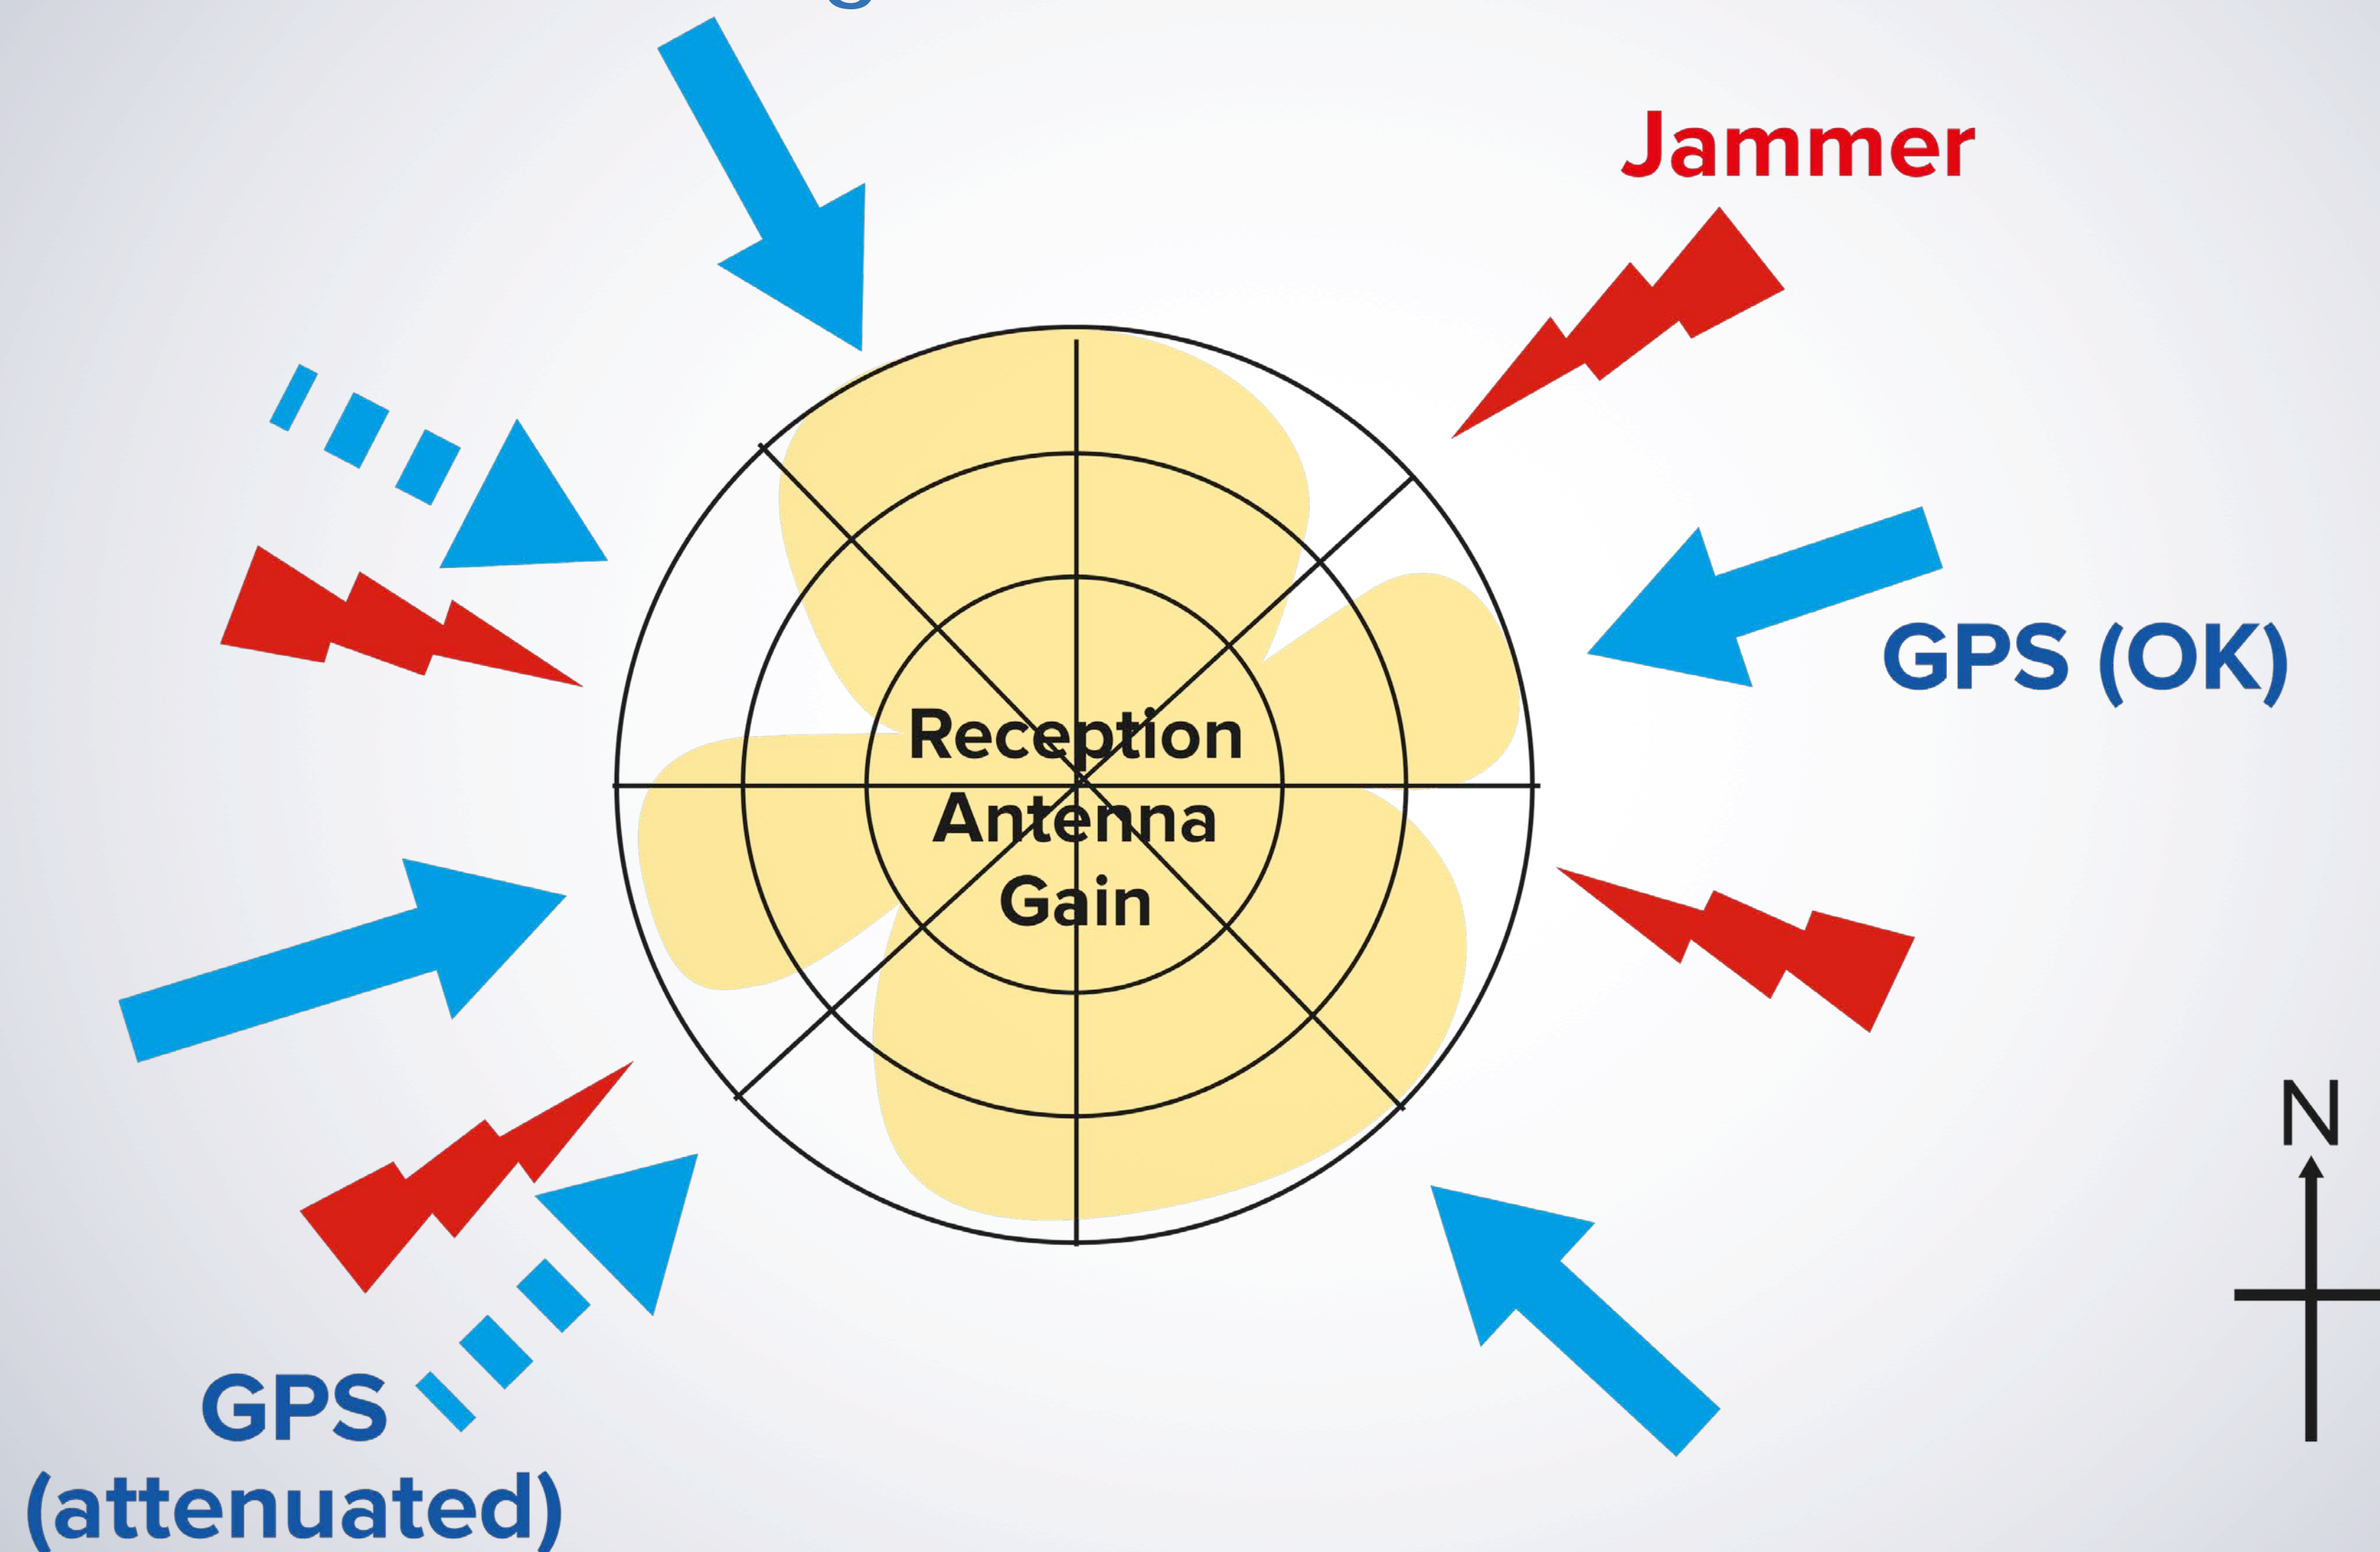 Jammer
GPS (OK)
Reception
Antenna
Gain
N
GPS
(attenuated)